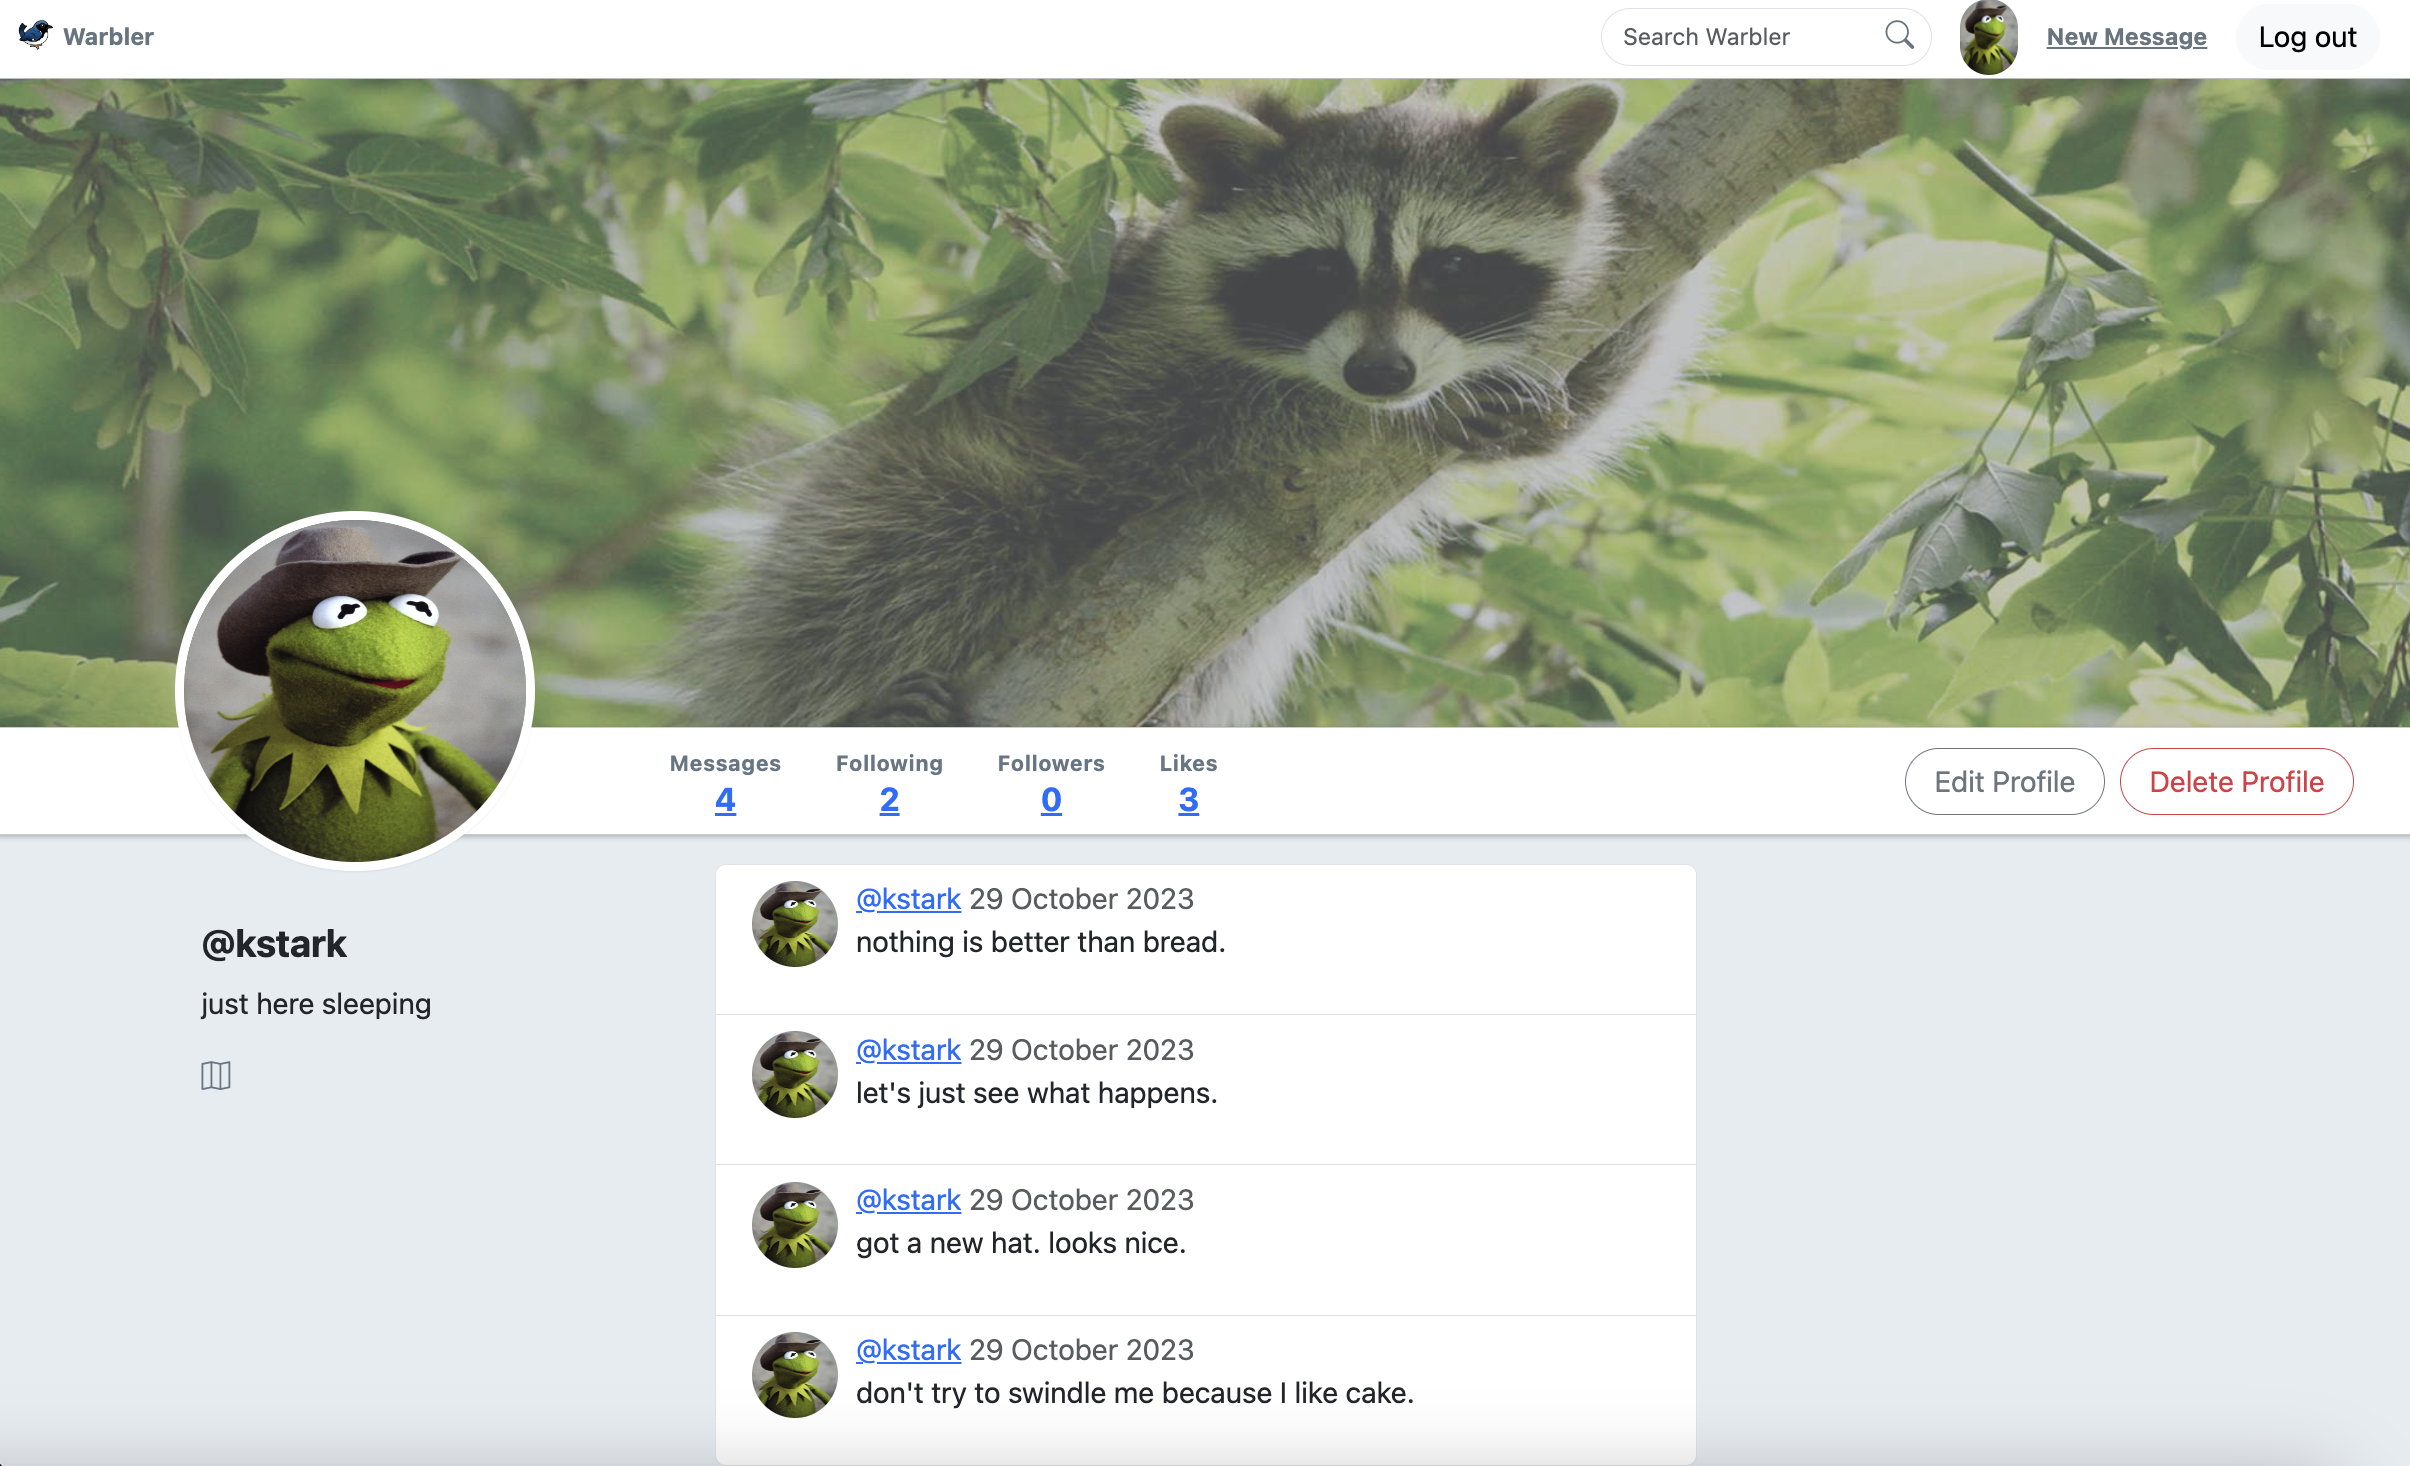 Warbler
Search Warbler
New Message
Log out
Messages Following Followers Likes
4 2 0 3
Edit Profile Delete Profile
@kstark
just here sleeping
@kstark 29 October 2023
nothing is better than bread.
@kstark 29 October 2023
let's just see what happens.
@kstark 29 October 2023
got a new hat. looks nice.
@kstark 29 October 2023
don't try to swindle me because I like cake.